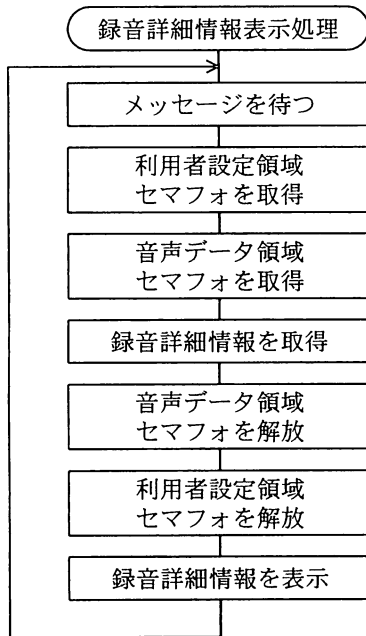 録音詳細情報表示処理
メッセージを待つ
利用者設定領域
セマフォを取得
音声データ領域
セマフォを取得
録音詳細情報を取得
音声データ領域
セマフォを解放
利用者設定領域
セマフォを解放
録音詳細情報を表示